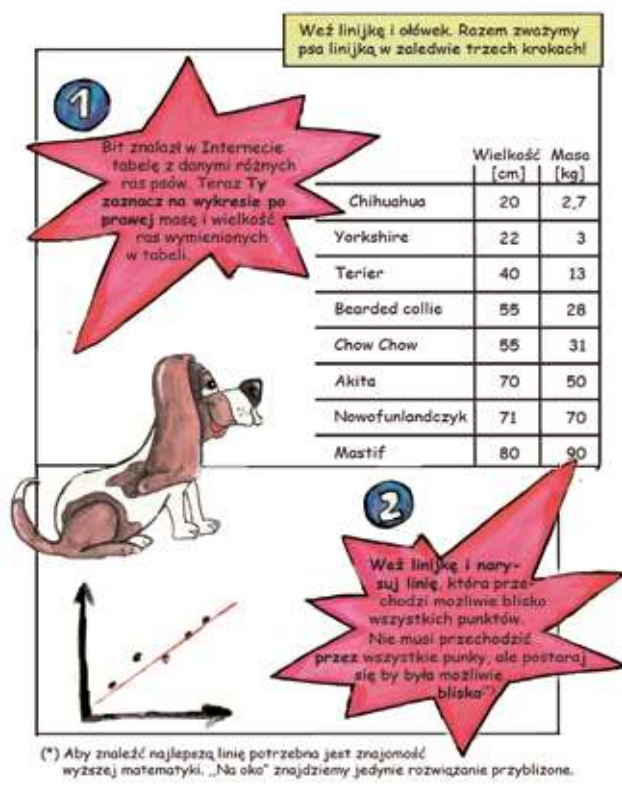 Weź linijkę i ołówek. Razem zważymy
psa linijką w zaledwie trzech krokach!
1
Bit znalazł w Internecie
tabelę z danymi różnych
ras psów. Teraz Ty
zaznacz na wykresie po
prawej masę i wielkość
ras wymienionych
w tabeli.
Wielkość Masa
[cm] [kg]
Chihuahua 20 2,7
Yorkshire 22 3
Terier 40 13
Bearded collie 55 28
Chow Chow 55 31
Akita 70 50
Nowofunlandczyk 71 70
Mastif 80 90
2
Weź linijkę i nary-
suj linię, która prze-
chodzi możliwie blisko
wszystkich punktów.
Nie musi przechodzić
przez wszystkie punky, ale postaraj
się by była możliwie
bliska*)
(*) Aby znaleźć najlepszą linię potrzebna jest znajomość
wyższej matematyki. „Na oko" znajdziemy jedynie rozwiązanie przybliżone.